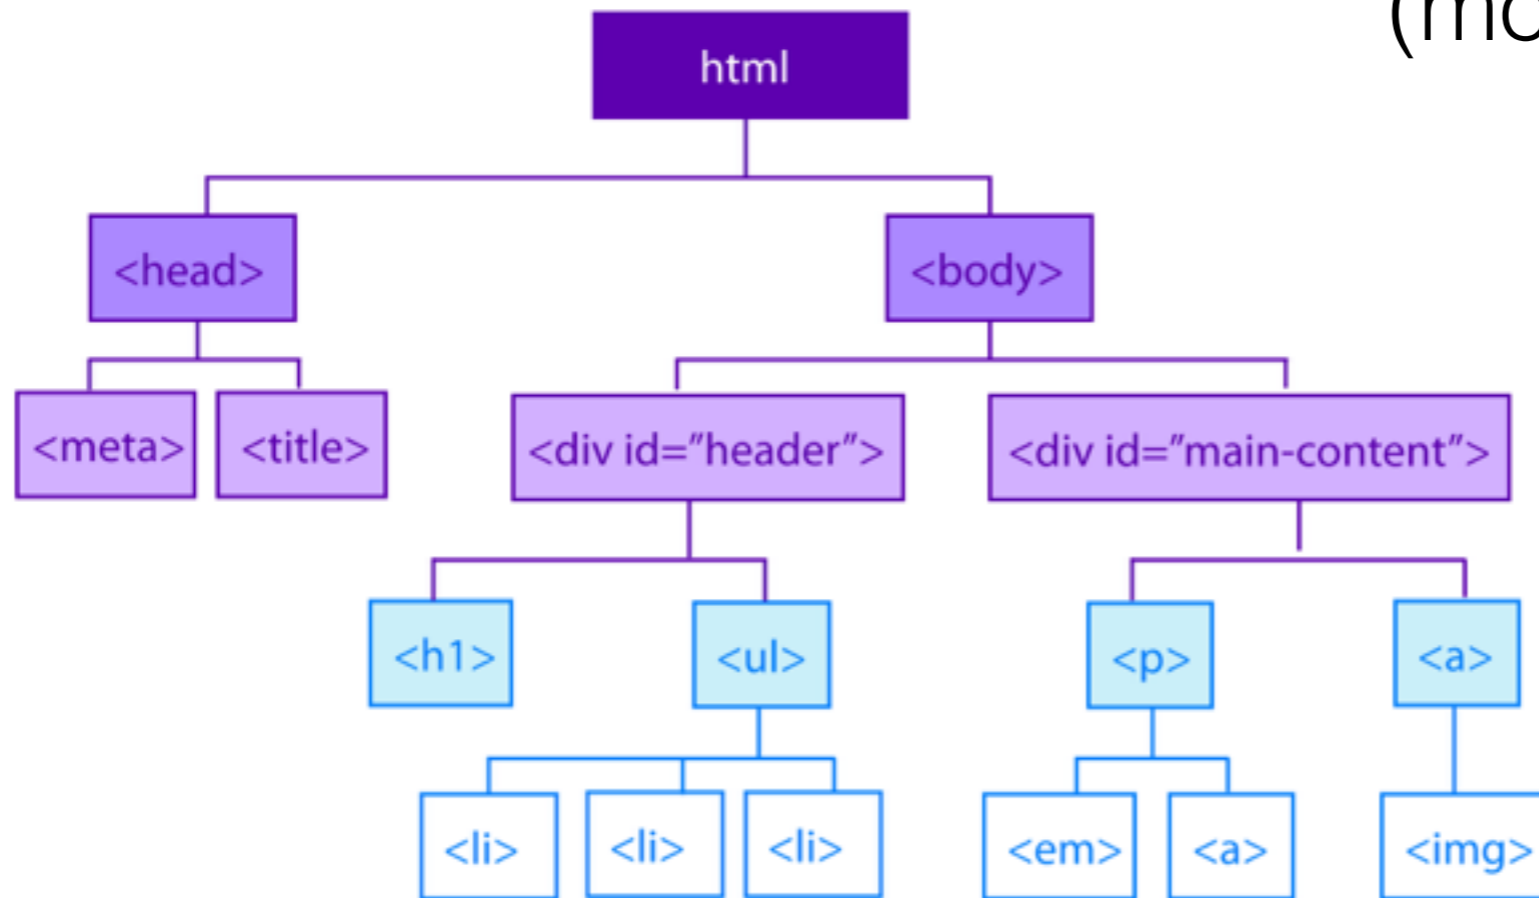 html
<head> <body>
<meta> <title> <div id=”header”> <div id=”main-content”>
<h1> <ul> <p> <a>
<li> <li> <li> <em> <a> <img>